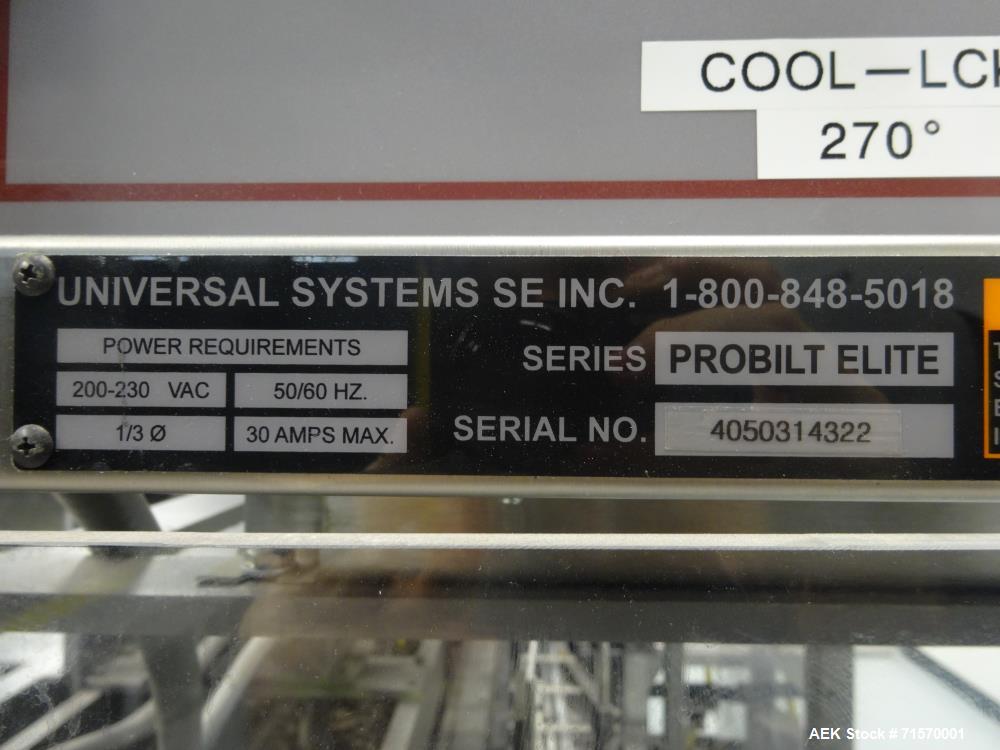 COOL–LC
270°
UNIVERSAL SYSTEMS SE INC. 1-800-848-5018
POWER REQUIREMENTS
200-230 VAC 50/60 HZ.
1/3 Ø 30 AMPS MAX.
SERIES PROBILT ELITE
SERIAL NO. 4050314322
AEK Stock #71570001